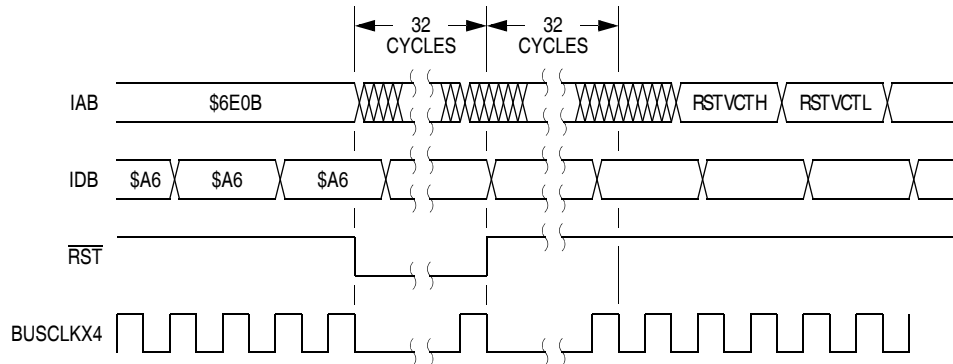 32
CYCLES
32
CYCLES
IAB
$6E0B
RSTVCTH
RSTVCTL
IDB
$A6
$A6
$A6
RST
BUSCLKX4